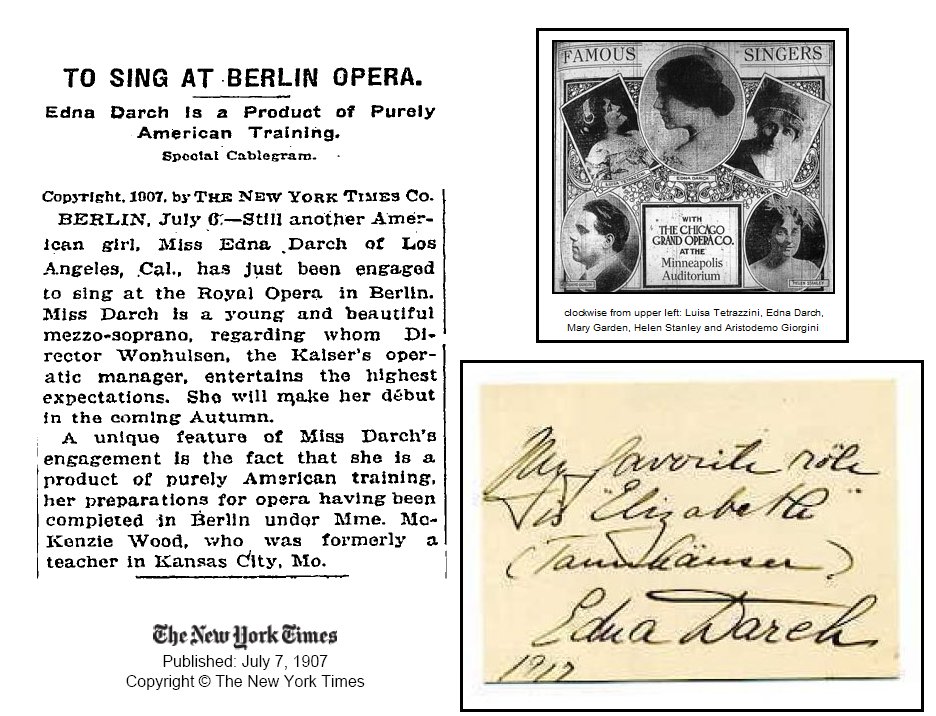 TO SING AT BERLIN OPERA.
Edna Darch Is a Product of Purely
American Training.
Special Cablegram.
Copyright, 1907, by THE NEW YORK TIMES CO.
BERLIN, July 6.—Still another Amer-
ican girl, Miss Edna Darch of Los
Angeles, Cal., has just been engaged
to sing at the Royal Opera in Berlin.
Miss Darch is a young and beautiful
mezzo-soprano, regarding whom Di-
rector Wonhulsen, the Kaiser's oper-
atic manager, entertains the highest
expectations. She will make her début
in the coming Autumn.
A unique feature of Miss Darch's
engagement is the fact that she is a
product of purely American training,
her preparations for opera having been
completed in Berlin under Mme. Mc-
Kenzie Wood, who was formerly a
teacher in Kansas City, Mo.
The New York Times
Published: July 7, 1907
Copyright © The New York Times
FAMOUS SINGERS
EDNA DARCH
HELEN STANLEY
WITH
THE CHICAGO
GRAND OPERA CO.
AT THE
Minneapolis
Auditorium
clockwise from upper left: Luisa Tetrazzini, Edna Darch,
Mary Garden, Helen Stanley and Aristodemo Giorgini
My favorite rôle
is "Elizabeth"
(Tannhäuser)
Edna Darch
1917